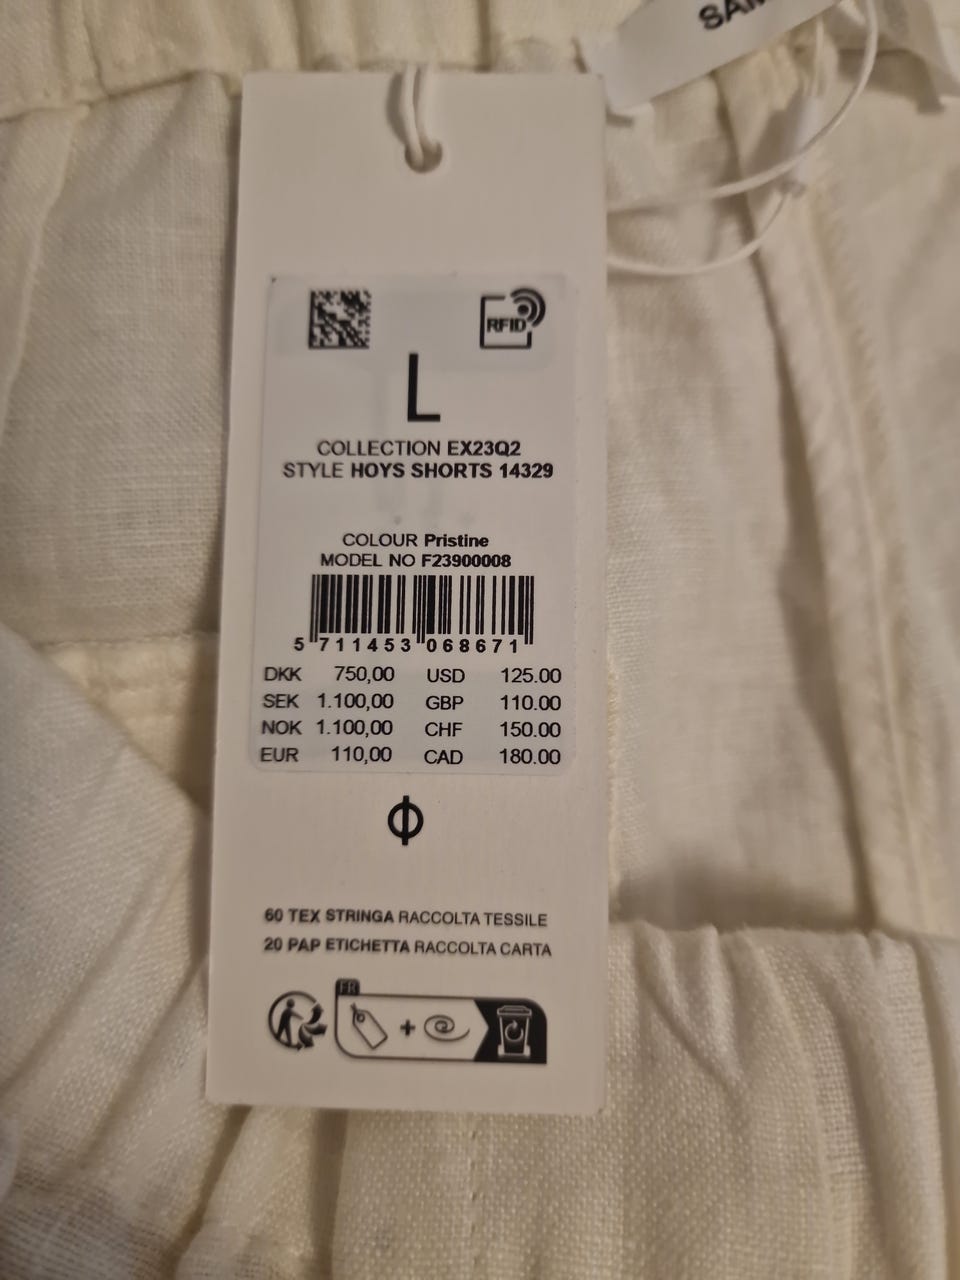 SAM
RFID
L
COLLECTION EX23Q2
STYLE HOYS SHORTS 14329
COLOUR Pristine
MODEL NO F23900008
5 711453 068671
DKK 750,00 USD 125.00
SEK 1.100,00 GBP 110.00
NOK 1.100,00 CHF 150.00
EUR 110,00 CAD 180.00
60 TEX STRINGA RACCOLTA TESSILE
20 PAP ETICHETTA RACCOLTA CARTA
FR